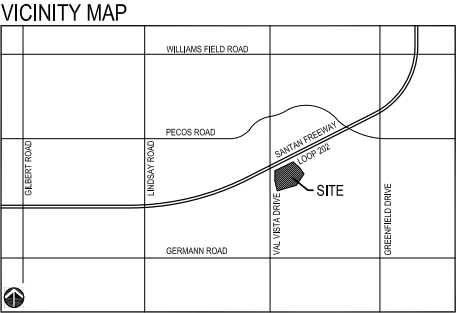 VICINITY MAP
WILLIAMS FIELD ROAD
PECOS ROAD
SANTAN FREEWAY
LOOP 202
GILBERT ROAD
LINDSAY ROAD
SITE
VAL VISTA DRIVE
GREENFIELD DRIVE
GERMANN ROAD